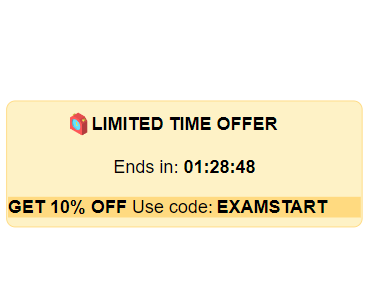 LIMITED TIME OFFER
Ends in: 01:28:48
GET 10% OFF Use code: EXAMSTART